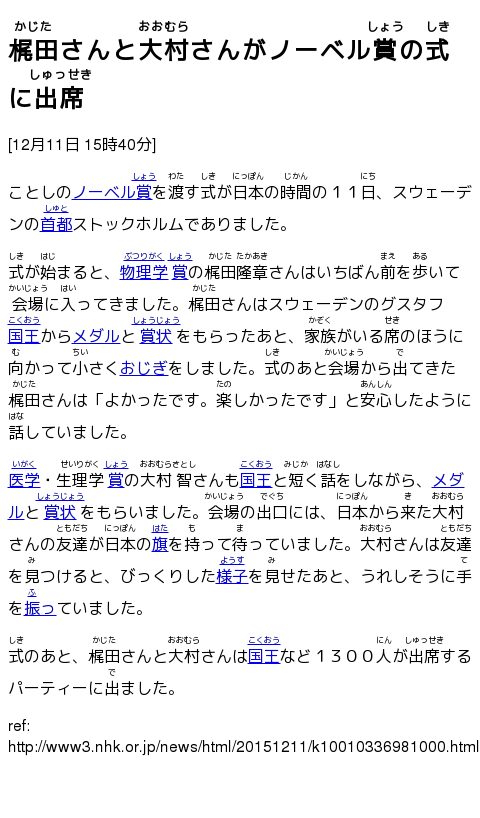 梶田さんと大村さんがノーベル賞の式
に出席
[12月11日 15時40分]
ことしのノーベル賞を渡す式が日本の時間の１１日、スウェーデ
ンの首都ストックホルムでありました。
式が始まると、物理学賞の梶田隆章さんはいちばん前を歩いて
会場に入ってきました。梶田さんはスウェーデンのグスタフ
国王からメダルと賞状をもらったあと、家族がいる席のほうに
向かって小さくおじぎをしました。式のあと会場から出てきた
梶田さんは「よかったです。楽しかったです」と安心したように
話していました。
医学・生理学賞の大村智さんも国王と短く話をしながら、メダ
ルと賞状をもらいました。会場の出口には、日本から来た大村
さんの友達が日本の旗を持って待っていました。大村さんは友達
を見つけると、びっくりした様子を見せたあと、うれしそうに手
を振っていました。
式のあと、梶田さんと大村さんは国王など１３００人が出席する
パーティーに出ました。
ref:
http://www3.nhk.or.jp/news/html/20151211/k10010336981000.html